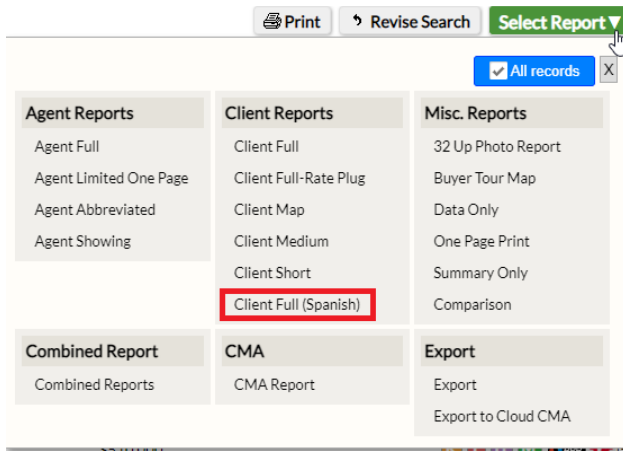 Print
Revise Search
Select Report▼
All records
X
Agent Reports
Agent Full
Agent Limited One Page
Agent Abbreviated
Agent Showing
Client Reports
Client Full
Client Full-Rate Plug
Client Map
Client Medium
Client Short
Client Full (Spanish)
Misc. Reports
32 Up Photo Report
Buyer Tour Map
Data Only
One Page Print
Summary Only
Comparison
Combined Report
Combined Reports
CMA
CMA Report
Export
Export
Export to Cloud CMA